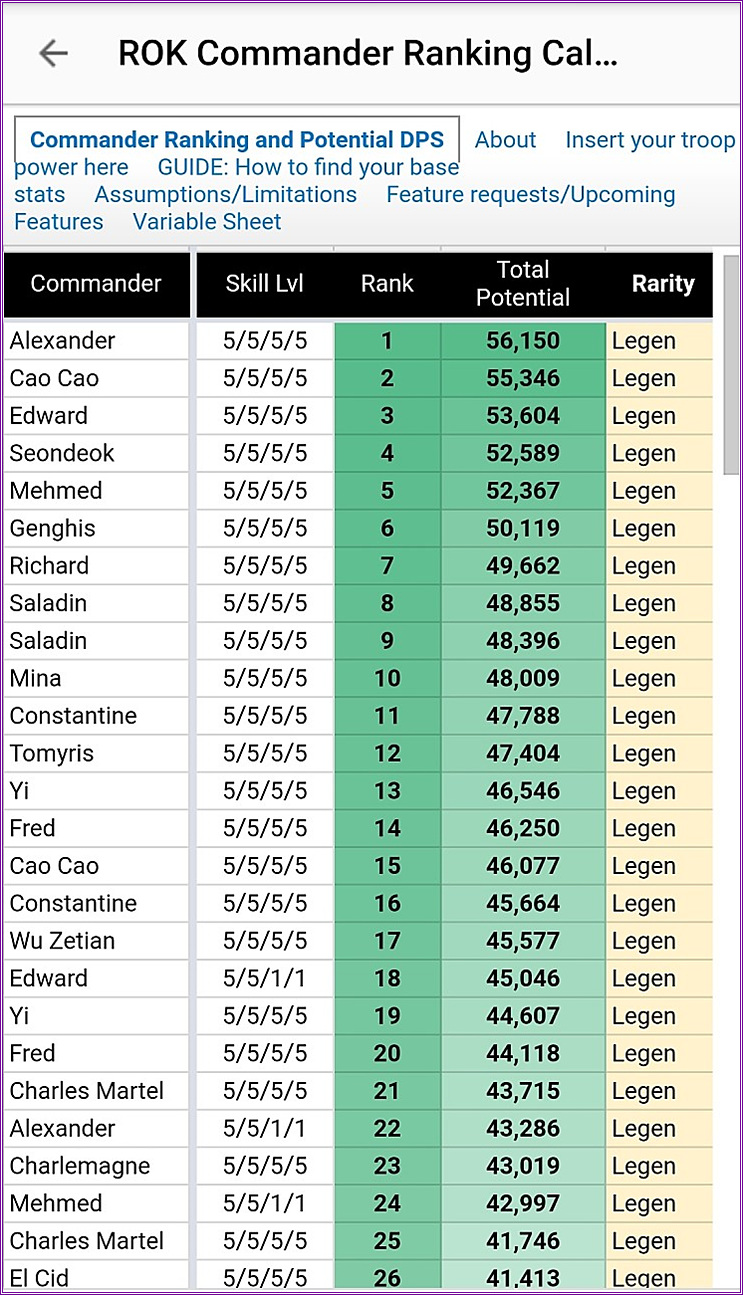 ROK Commander Ranking Cal...
Commander Ranking and Potential DPS About Insert your troop
power here GUIDE: How to find your base
stats Assumptions/Limitations Feature requests/Upcoming
Features Variable Sheet
Commander Skill Lvl Rank Total Potential Rarity
Alexander 5/5/5/5 1 56,150 Legen
Cao Cao 5/5/5/5 2 55,346 Legen
Edward 5/5/5/5 3 53,604 Legen
Seondeok 5/5/5/5 4 52,589 Legen
Mehmed 5/5/5/5 5 52,367 Legen
Genghis 5/5/5/5 6 50,119 Legen
Richard 5/5/5/5 7 49,662 Legen
Saladin 5/5/5/5 8 48,855 Legen
Saladin 5/5/5/5 9 48,396 Legen
Mina 5/5/5/5 10 48,009 Legen
Constantine 5/5/5/5 11 47,788 Legen
Tomyris 5/5/5/5 12 47,404 Legen
Yi 5/5/5/5 13 46,546 Legen
Fred 5/5/5/5 14 46,250 Legen
Cao Cao 5/5/5/5 15 46,077 Legen
Constantine 5/5/5/5 16 45,664 Legen
Wu Zetian 5/5/5/5 17 45,577 Legen
Edward 5/5/1/1 18 45,046 Legen
Yi 5/5/5/5 19 44,607 Legen
Fred 5/5/5/5 20 44,118 Legen
Charles Martel 5/5/5/5 21 43,715 Legen
Alexander 5/5/1/1 22 43,286 Legen
Charlemagne 5/5/5/5 23 43,019 Legen
Mehmed 5/5/1/1 24 42,997 Legen
Charles Martel 5/5/5/5 25 41,746 Legen
El Cid 5/5/5/5 26 41,413 Legen